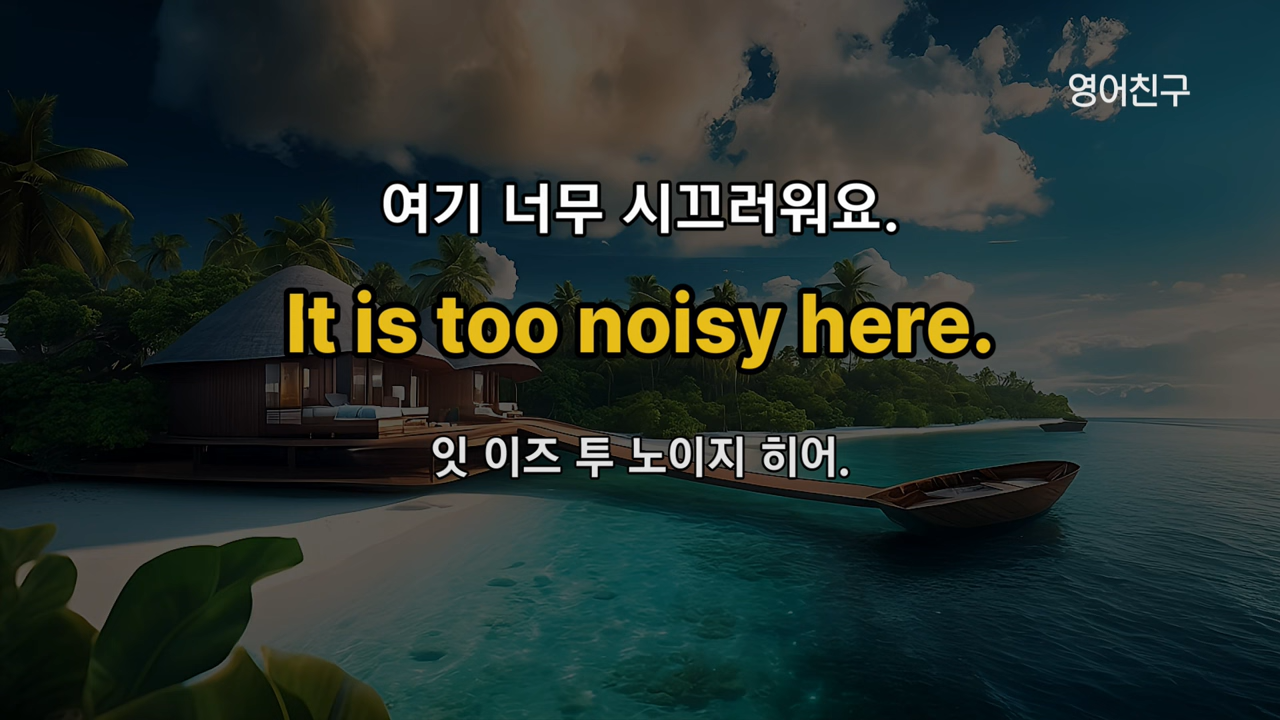 영어친구
여기 너무 시끄러워요.
It is too noisy here.
잇 이즈 투 노이지 히어.